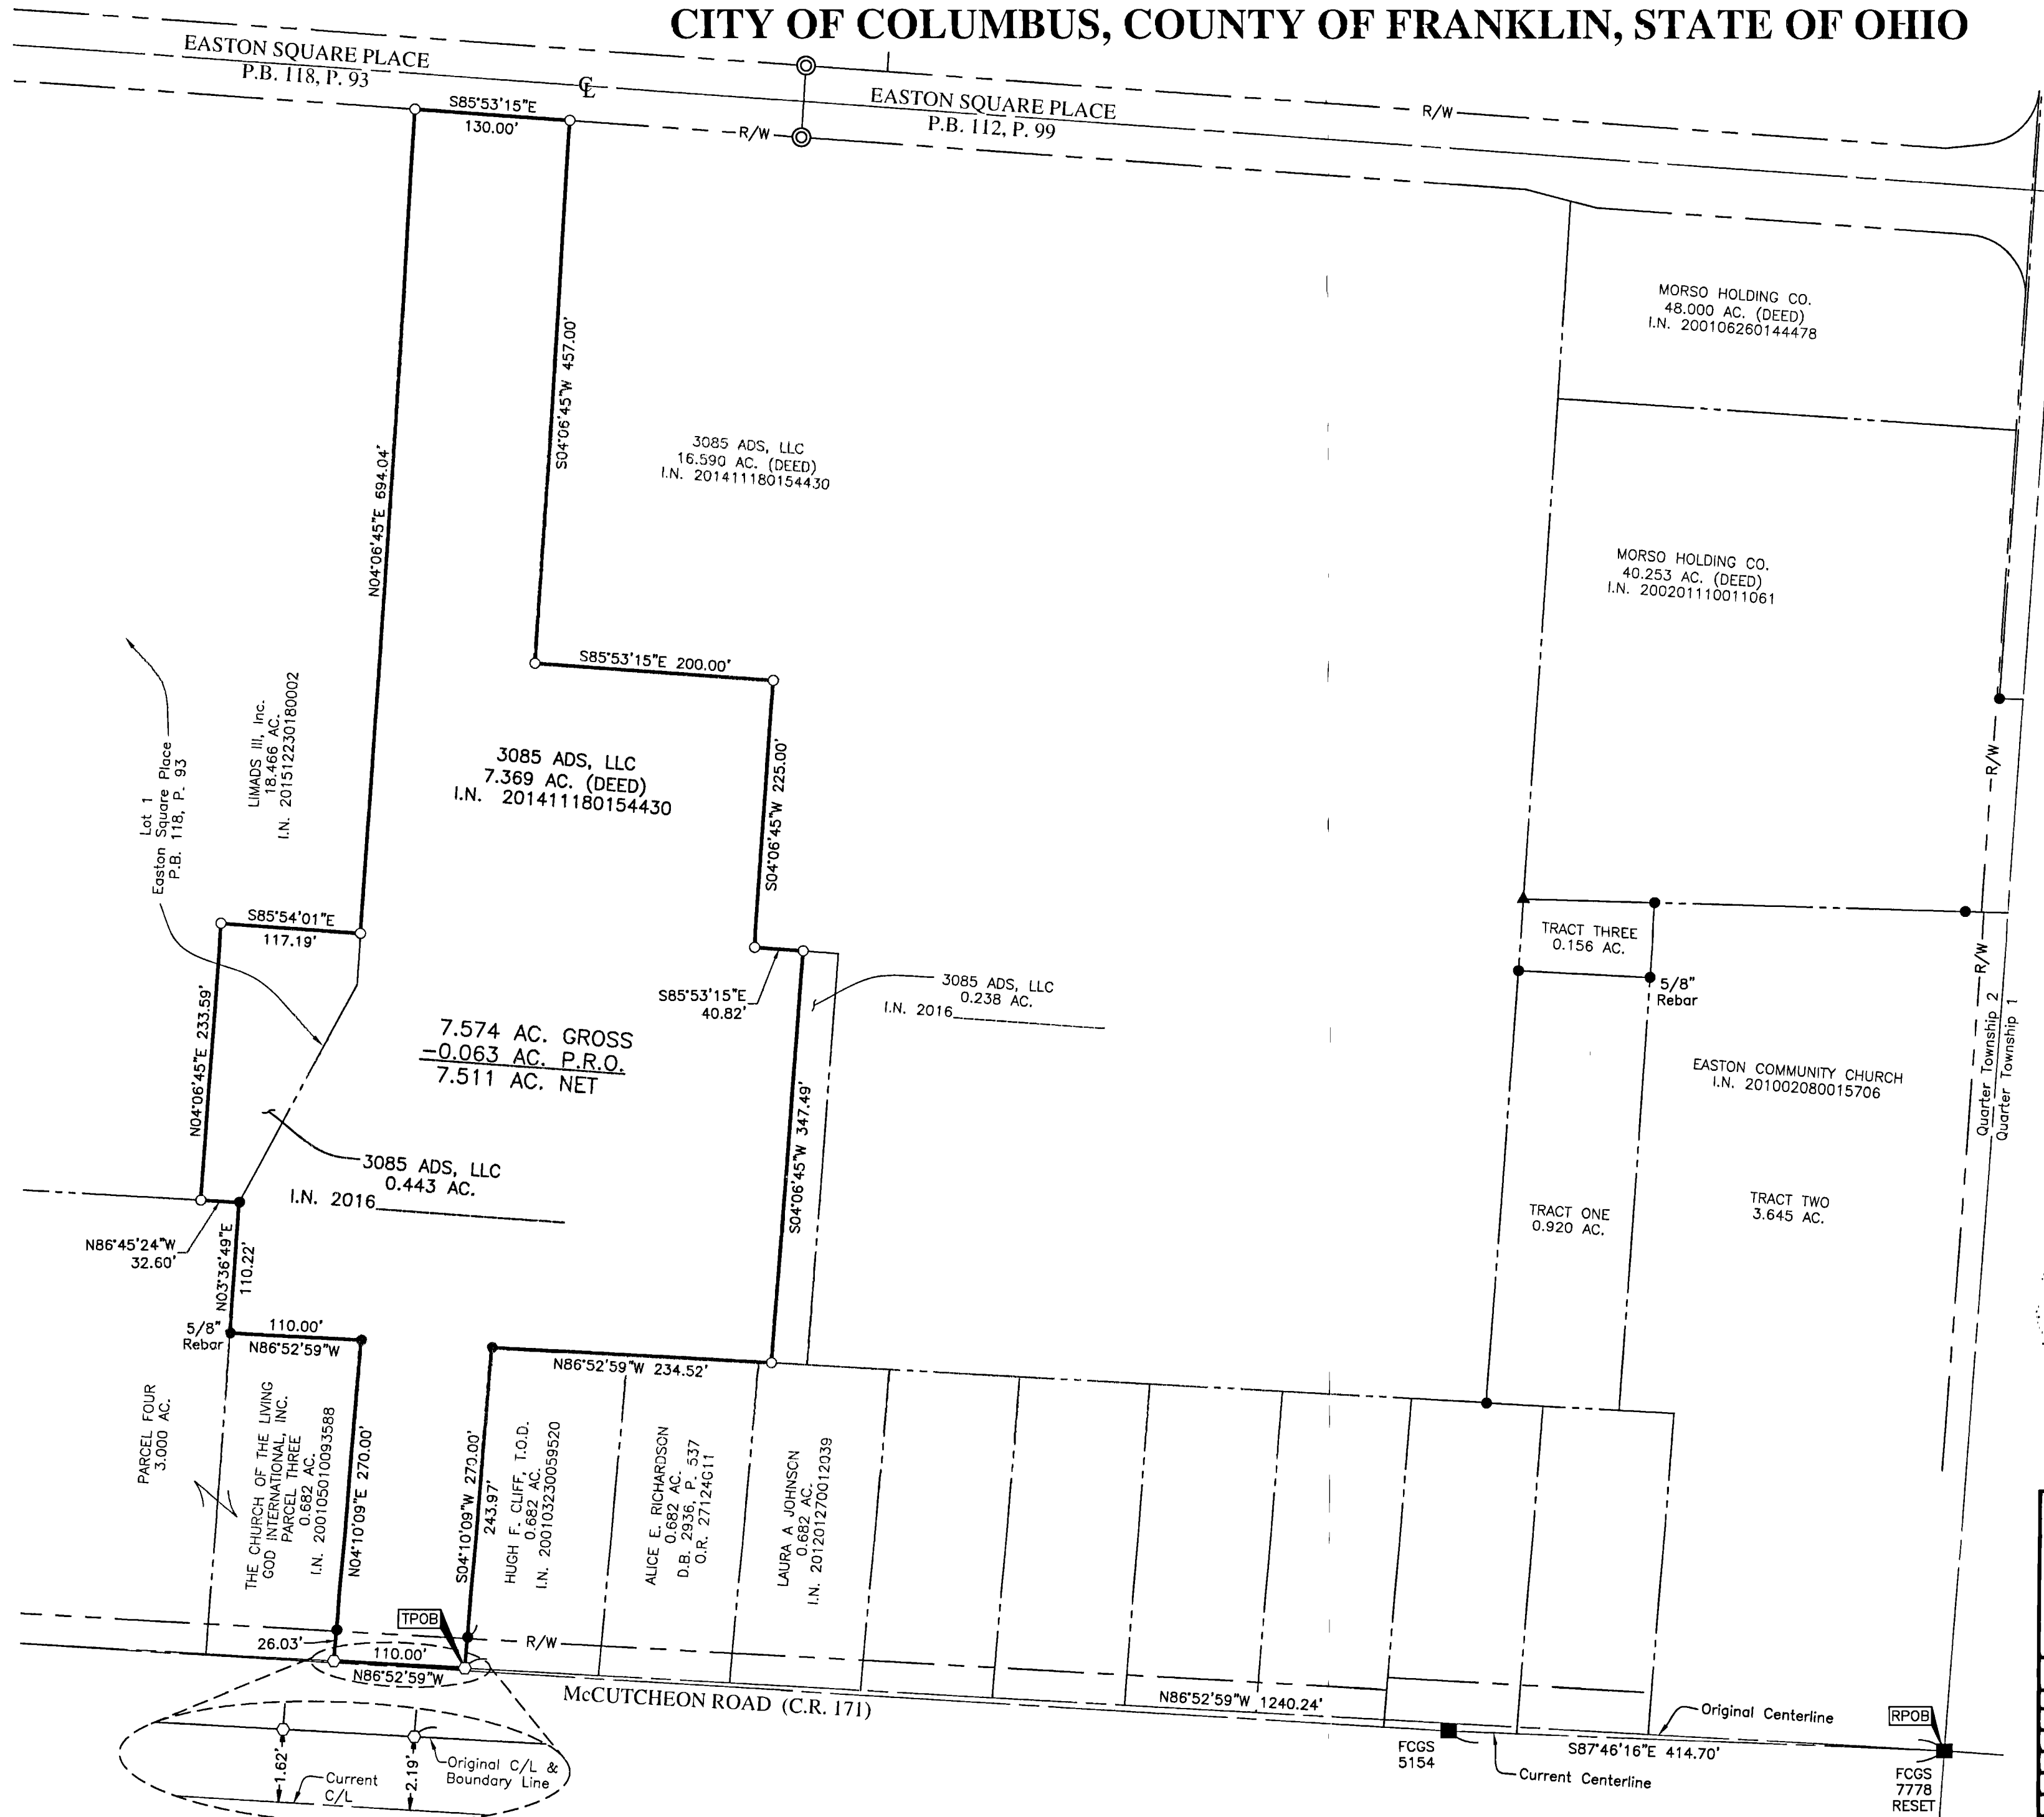 CITY OF COLUMBUS, COUNTY OF FRANKLIN, STATE OF OHIO
EASTON SQUARE PLACE
P.B. 118, P. 93
℄
EASTON SQUARE PLACE
P.B. 112, P. 99
R/W
R/W
S85°53'15"E
130.00'
N04°06'45"E 694.04'
S04°06'45"W 457.00'
3085 ADS, LLC
16.590 AC. (DEED)
I.N. 201411180154430
MORSO HOLDING CO.
48.000 AC. (DEED)
I.N. 200106260144478
MORSO HOLDING CO.
40.253 AC. (DEED)
I.N. 200201110011061
S85°53'15"E 200.00'
LIMADS III, Inc.
18.466 AC.
I.N. 201512230180002
Lot 1
Easton Square Place
P.B. 118, P. 93
3085 ADS, LLC
7.369 AC. (DEED)
I.N. 201411180154430
S04°06'45"W 225.00'
R/W
S85°54'01"E
117.19'
TRACT THREE
0.156 AC.
R/W
5/8"
Rebar
S85°53'15"E
40.82'
3085 ADS, LLC
0.238 AC.
I.N. 2016
Quarter Township 2
Quarter Township 1
N04°06'45"E 233.59'
7.574 AC. GROSS
-0.063 AC. P.R.O.
7.511 AC. NET
EASTON COMMUNITY CHURCH
I.N. 201002080015706
S04°06'45"W 347.49'
3085 ADS, LLC
0.443 AC.
I.N. 2016
TRACT ONE
0.920 AC.
TRACT TWO
3.645 AC.
N86°45'24"W
32.60'
N03°36'49"E
110.22'
5/8"
Rebar
110.00'
N86°52'59"W
N86°52'59"W 234.52'
PARCEL FOUR
3.000 AC.
THE CHURCH OF THE LIVING
GOD INTERNATIONAL, INC.
PARCEL THREE
0.682 AC.
I.N. 200105010093588
N04°10'09"E 270.00'
S04°10'09"W 270.00'
243.97'
HUGH F. CLIFF, T.O.D.
0.682 AC.
I.N. 200103230059520
ALICE E. RICHARDSON
0.682 AC.
D.B. 2936, P. 537
O.R. 27124G11
LAURA A JOHNSON
0.682 AC.
I.N. 201201270012039
TPOB
26.03'
110.00'
N86°52'59"W
R/W
McCUTCHEON ROAD (C.R. 171)
N86°52'59"W 1240.24'
Original Centerline
RPOB
FCGS
5154
S87°46'16"E 414.70'
Current Centerline
FCGS
7778
RESET
1.62'
2.19'
Current
C/L
Original C/L &
Boundary Line